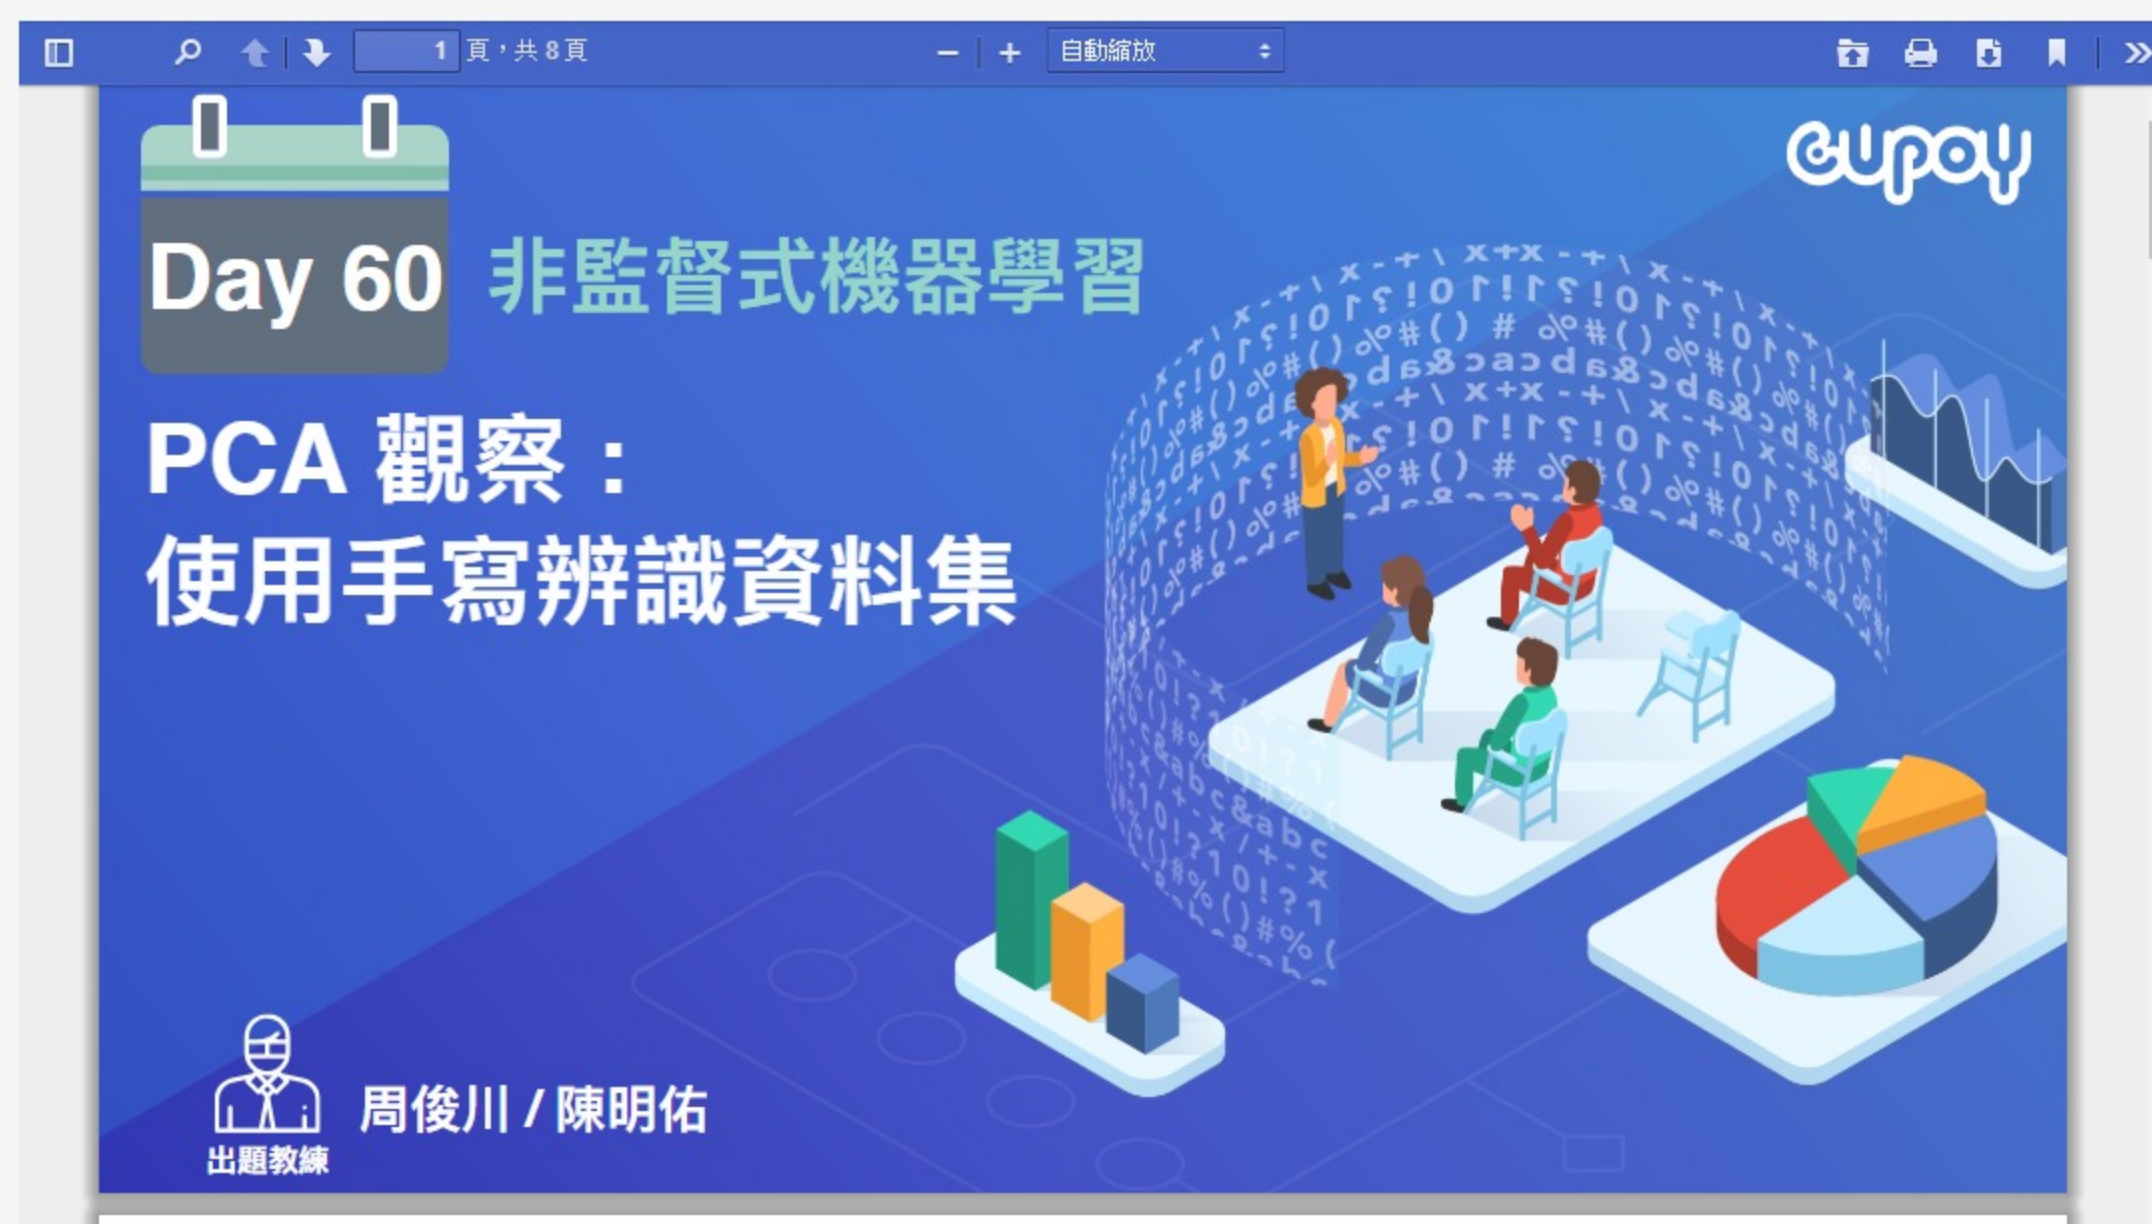 1 頁，共 8 頁
自動縮放
cupoy
Day 60 非監督式機器學習
PCA 觀察：
使用手寫辨識資料集
周俊川 / 陳明佑
出題教練